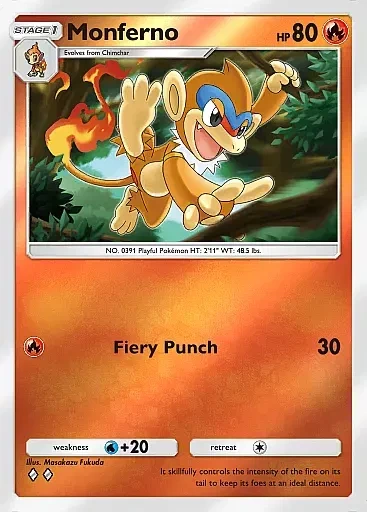 STAGE 1
Monferno
HP 80
Evolves from Chimchar
NO. 0391 Playful Pokémon HT: 2'11" WT: 48.5 lbs.
Fiery Punch 30
weakness +20 retreat
Illus. Masakazu Fukuda
It skillfully controls the intensity of the fire on its
tail to keep its foes at an ideal distance.